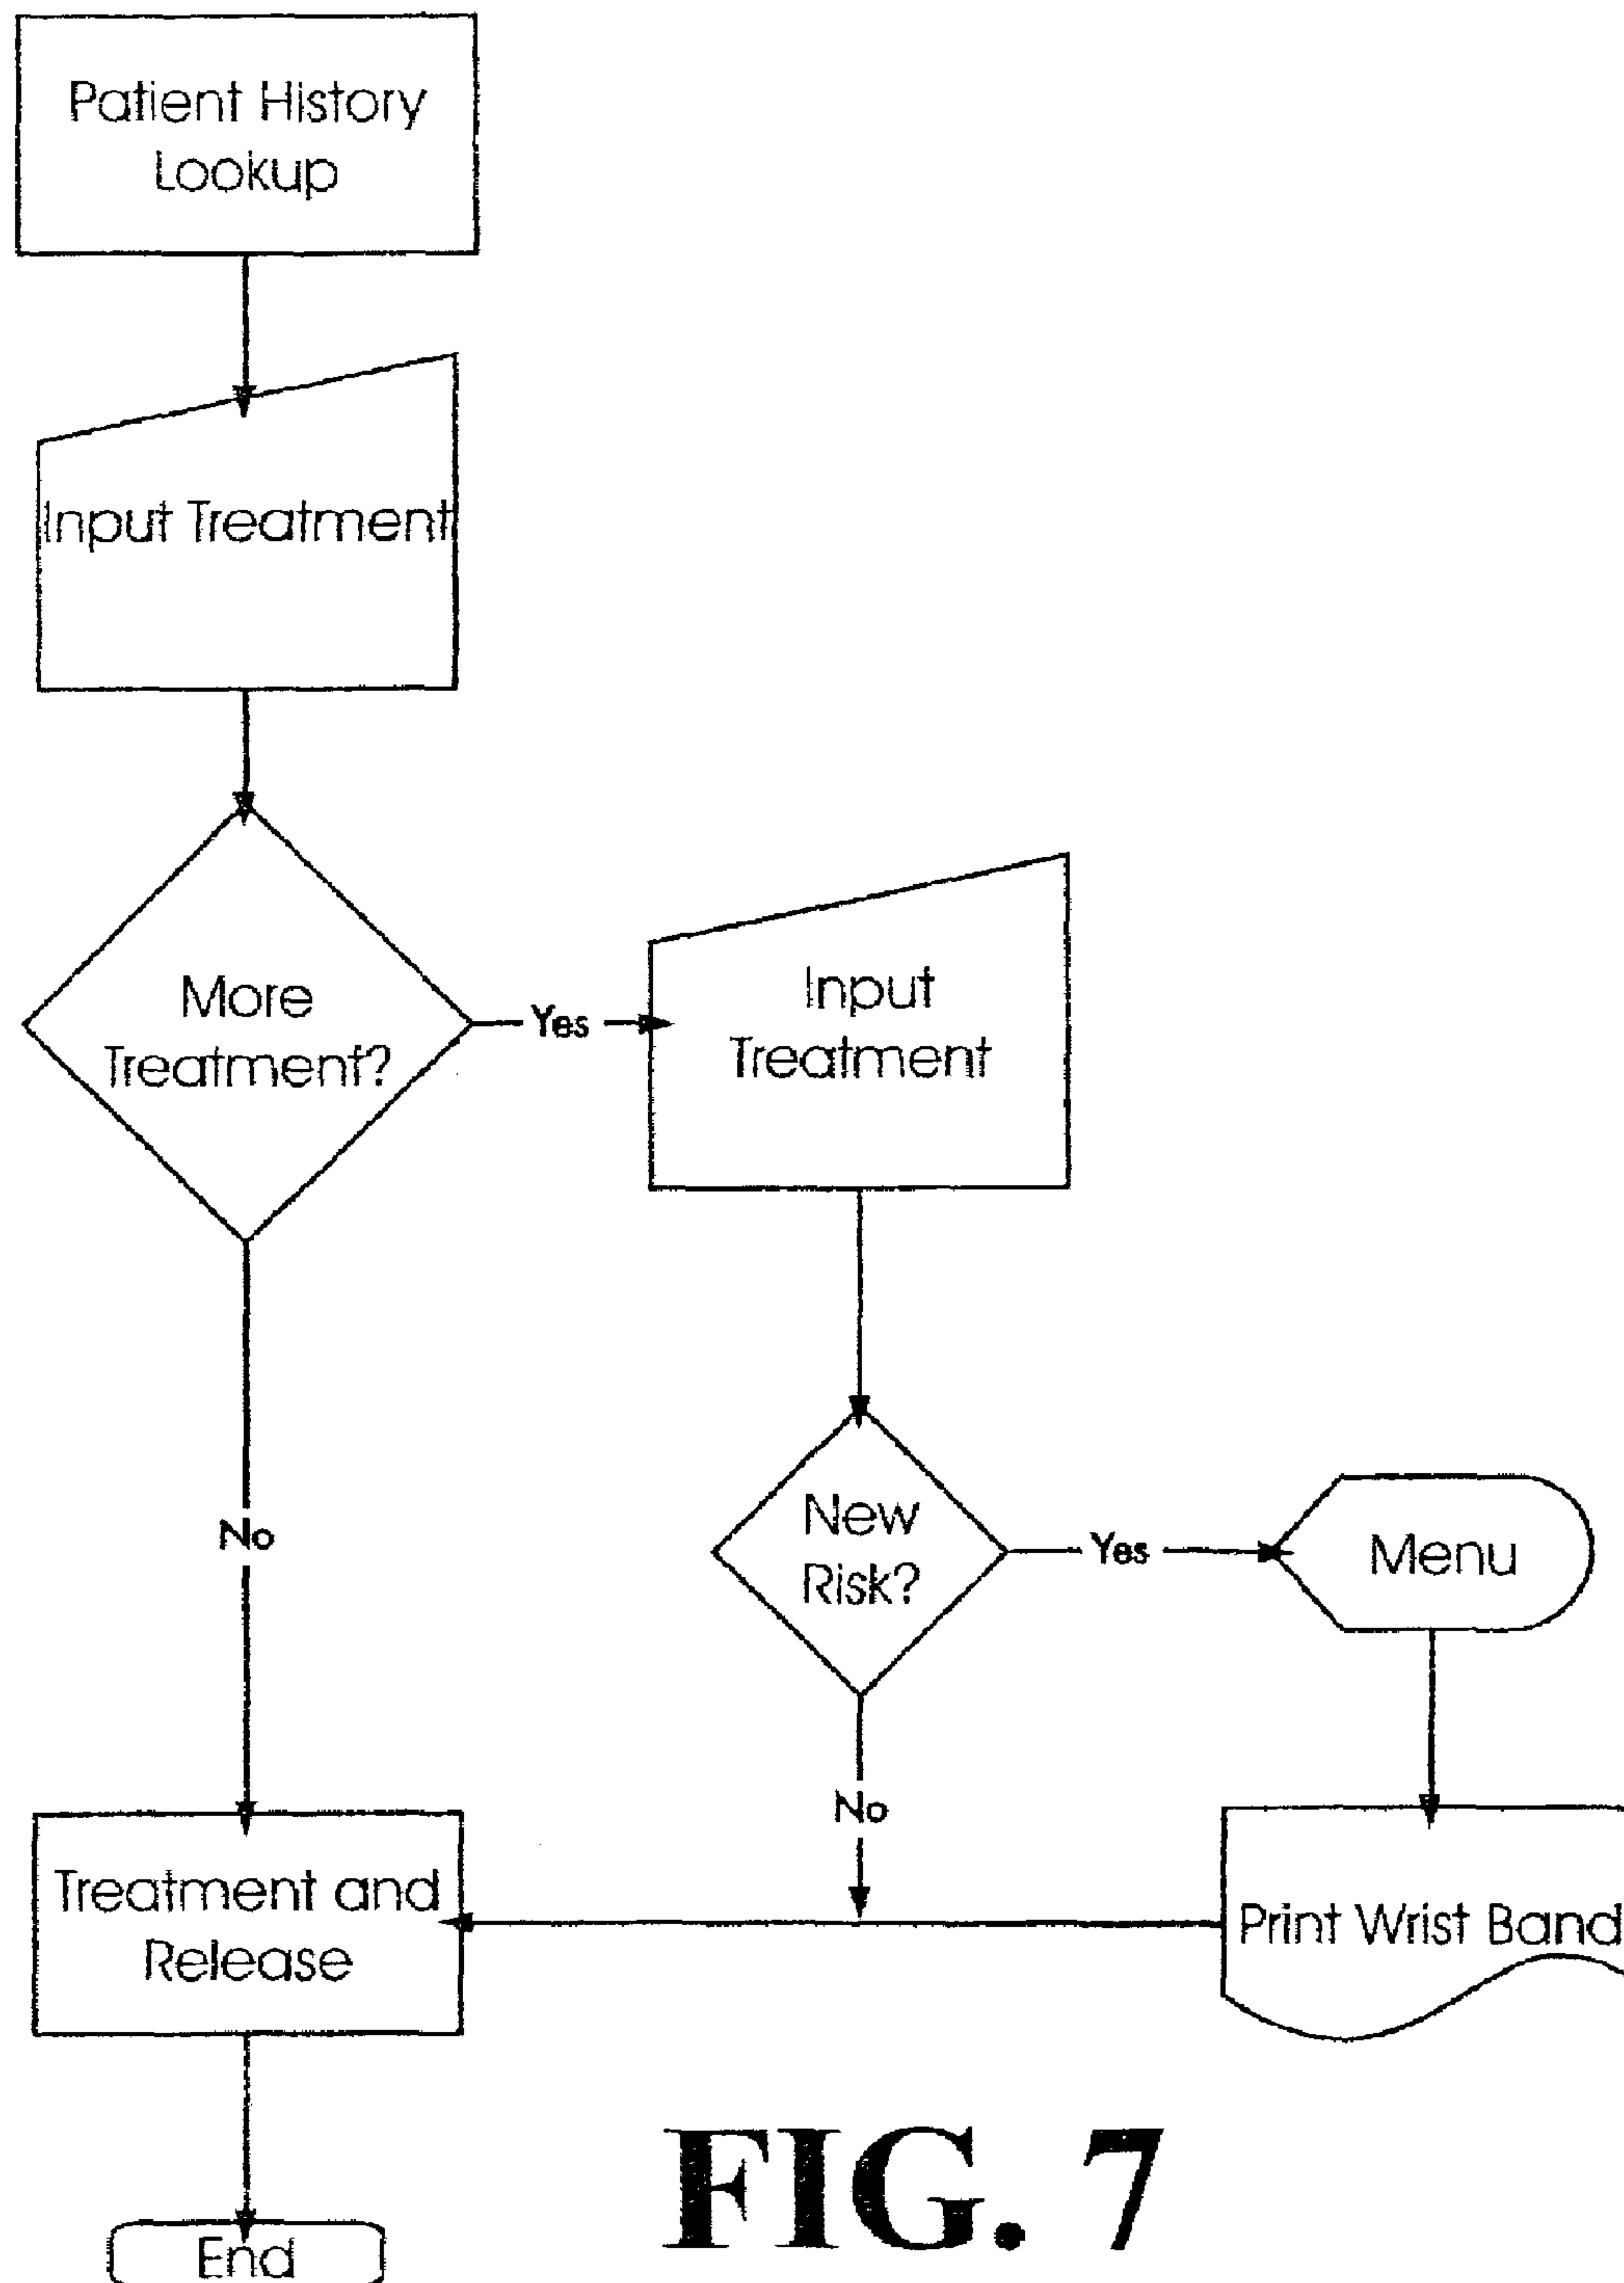 Patient History
Lookup
Input Treatment
More
Treatment?
Yes
Input
Treatment
No
New
Risk?
Yes
Menu
No
Treatment and
Release
Print Wrist Band
End
FIG. 7